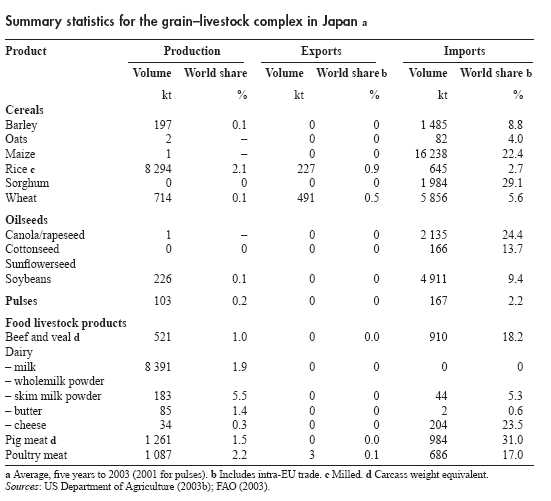 Summary statistics for the grain–livestock complex in Japan a
Product Production Exports Imports
Volume World share Volume World share b Volume World share b
kt % kt % kt %
Cereals
Barley 197 0.1 0 0 1 485 8.8
Oats 2 – 0 0 82 4.0
Maize 1 – 0 0 16 238 22.4
Rice c 8 294 2.1 227 0.9 645 2.7
Sorghum 0 0 0 0 1 984 29.1
Wheat 714 0.1 491 0.5 5 856 5.6
Oilseeds
Canola/rapeseed 1 – 0 0 2 135 24.4
Cottonseed 0 0 0 0 166 13.7
Sunflowerseed
Soybeans 226 0.1 0 0 4 911 9.4
Pulses 103 0.2 0 0 167 2.2
Food livestock products
Beef and veal d 521 1.0 0 0.0 910 18.2
Dairy
– milk 8 391 1.9 0 0 0 0
– wholemilk powder
– skim milk powder 183 5.5 0 0 44 5.3
– butter 85 1.4 0 0 2 0.6
– cheese 34 0.3 0 0 204 23.5
Pig meat d 1 261 1.5 0 0.0 984 31.0
Poultry meat 1 087 2.2 3 0.1 686 17.0
a Average, five years to 2003 (2001 for pulses). b Includes intra-EU trade. c Milled. d Carcass weight equivalent.
Sources: US Department of Agriculture (2003b); FAO (2003).